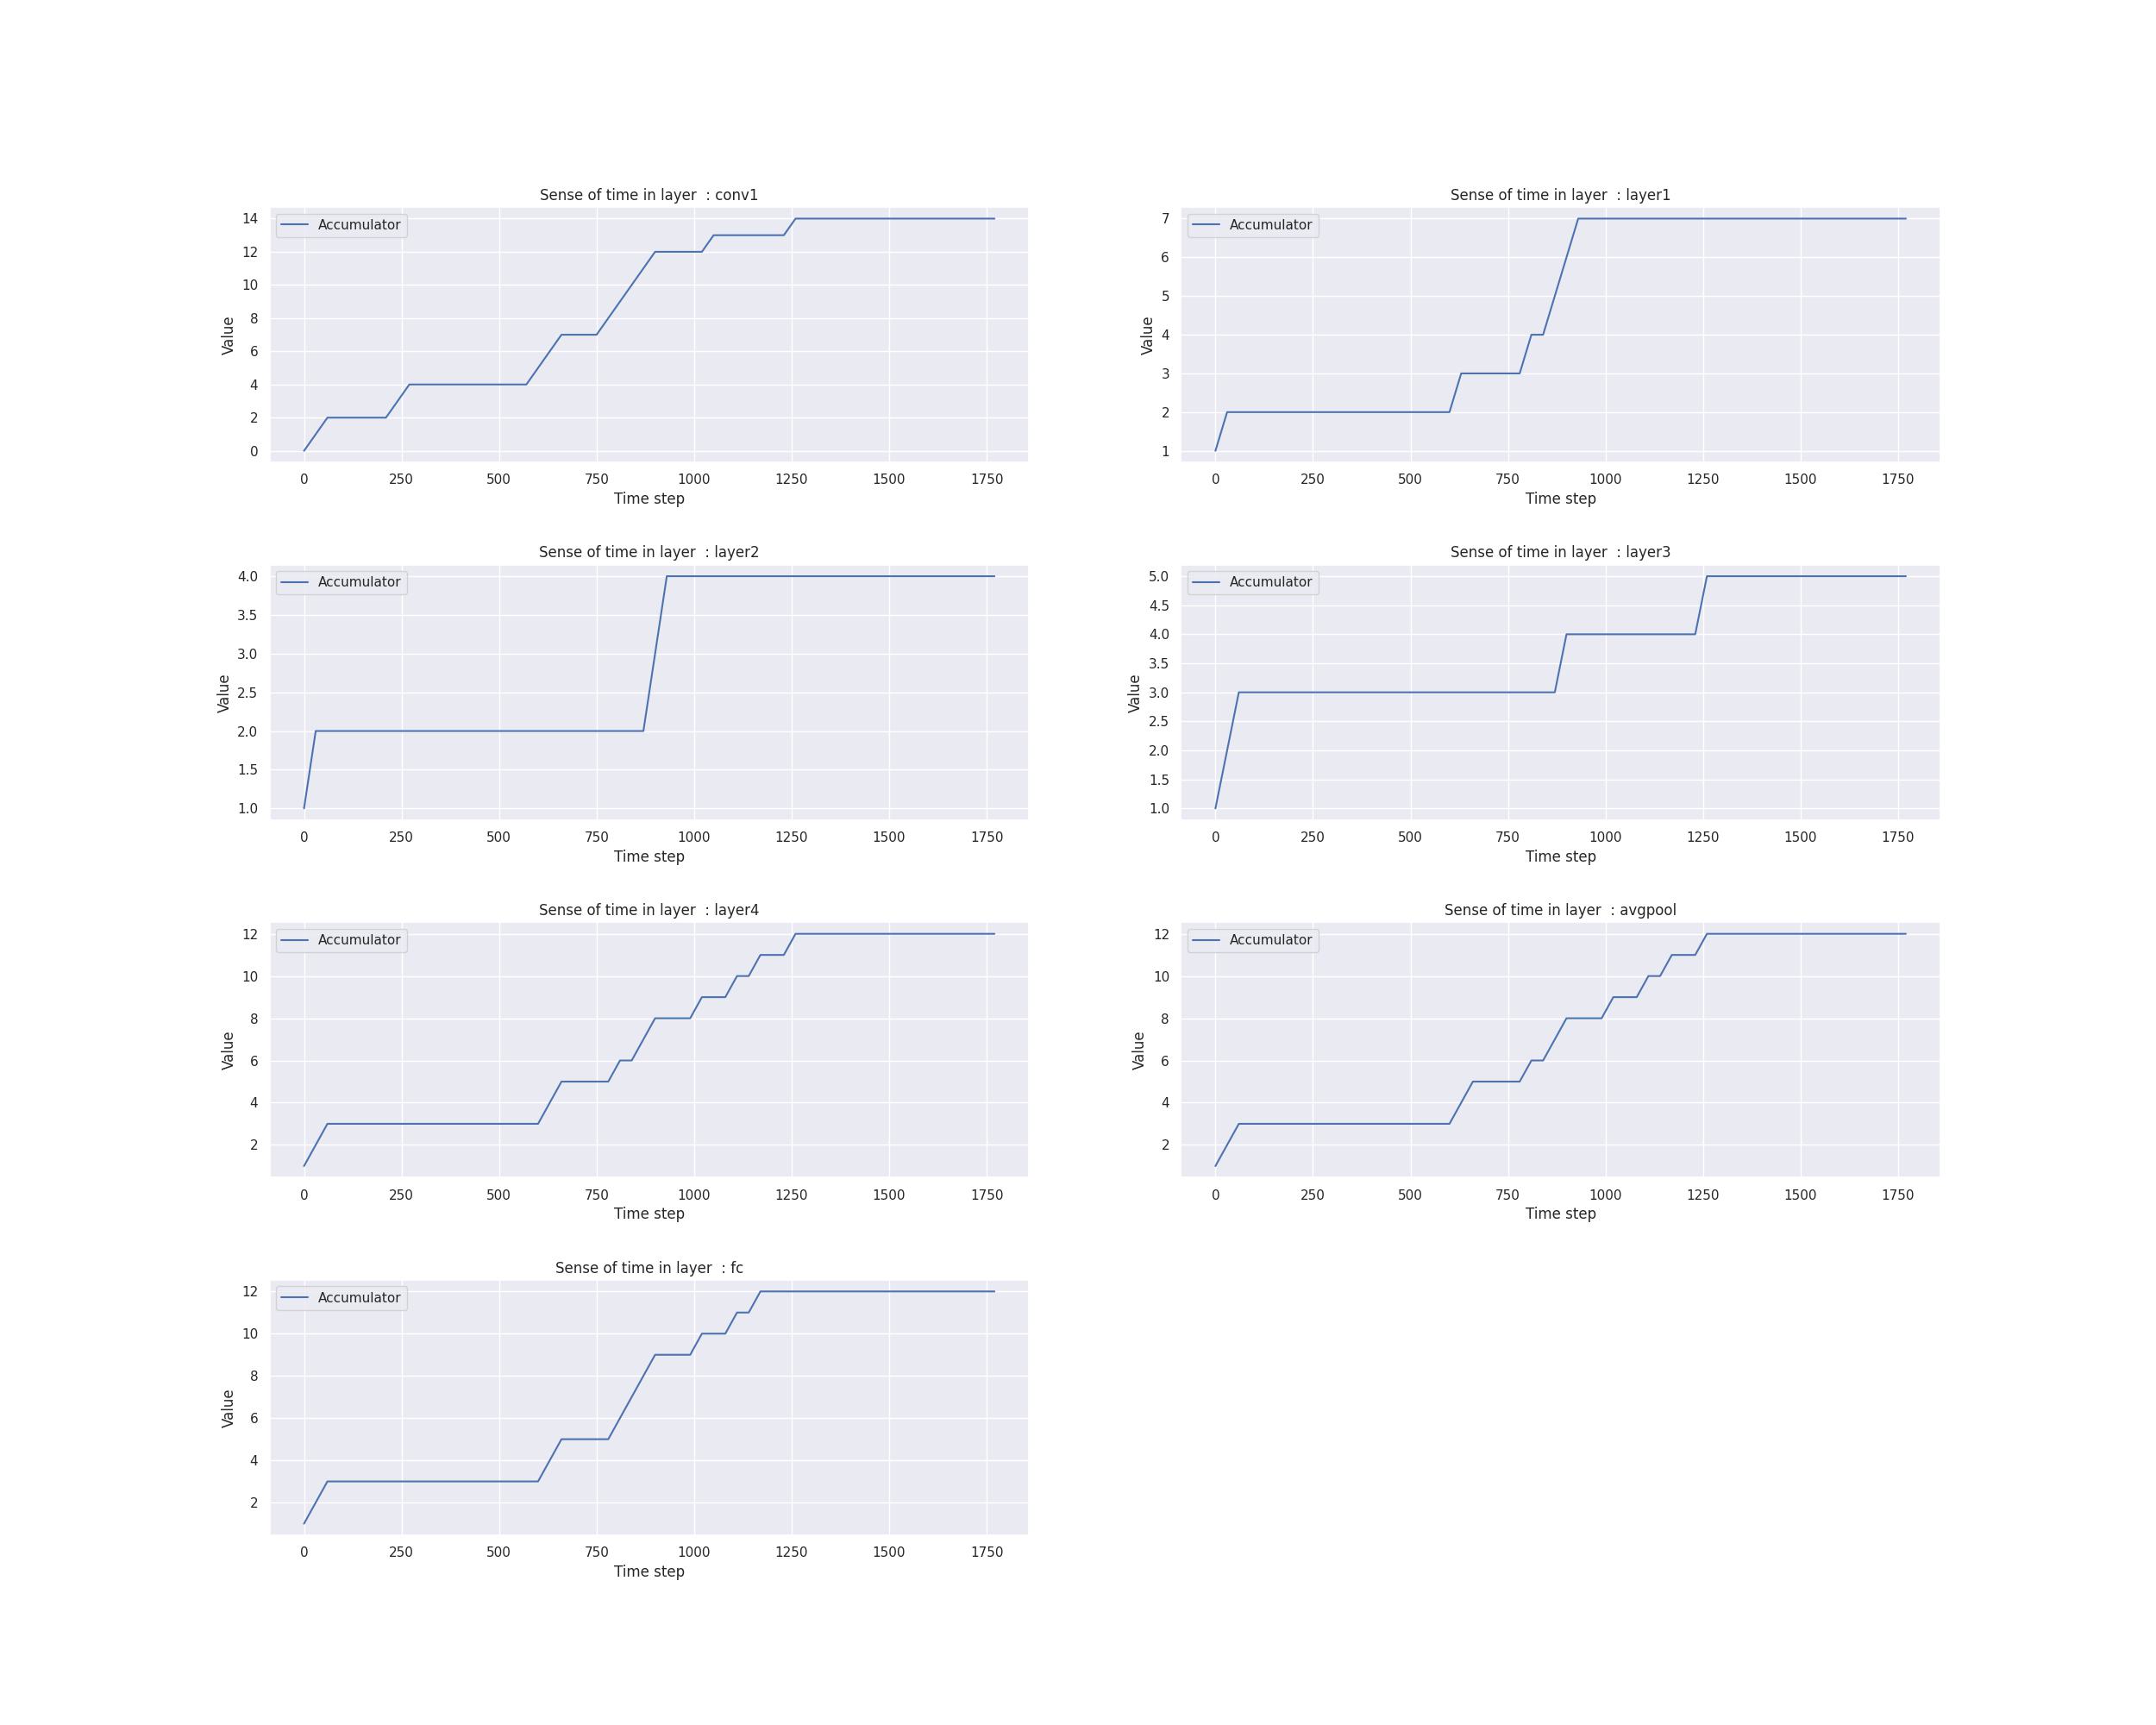 Sense of time in layer  : conv1
Accumulator
14
12
10
8
6
4
2
0
Value
0 250 500 750 1000 1250 1500 1750
Time step
Sense of time in layer  : layer1
Accumulator
7
6
5
4
3
2
1
Value
0 250 500 750 1000 1250 1500 1750
Time step
Sense of time in layer  : layer2
Accumulator
4.0
3.5
3.0
2.5
2.0
1.5
1.0
Value
0 250 500 750 1000 1250 1500 1750
Time step
Sense of time in layer  : layer3
Accumulator
5.0
4.5
4.0
3.5
3.0
2.5
2.0
1.5
1.0
Value
0 250 500 750 1000 1250 1500 1750
Time step
Sense of time in layer  : layer4
Accumulator
12
10
8
6
4
2
Value
0 250 500 750 1000 1250 1500 1750
Time step
Sense of time in layer  : avgpool
Accumulator
12
10
8
6
4
2
Value
0 250 500 750 1000 1250 1500 1750
Time step
Sense of time in layer  : fc
Accumulator
12
10
8
6
4
2
Value
0 250 500 750 1000 1250 1500 1750
Time step